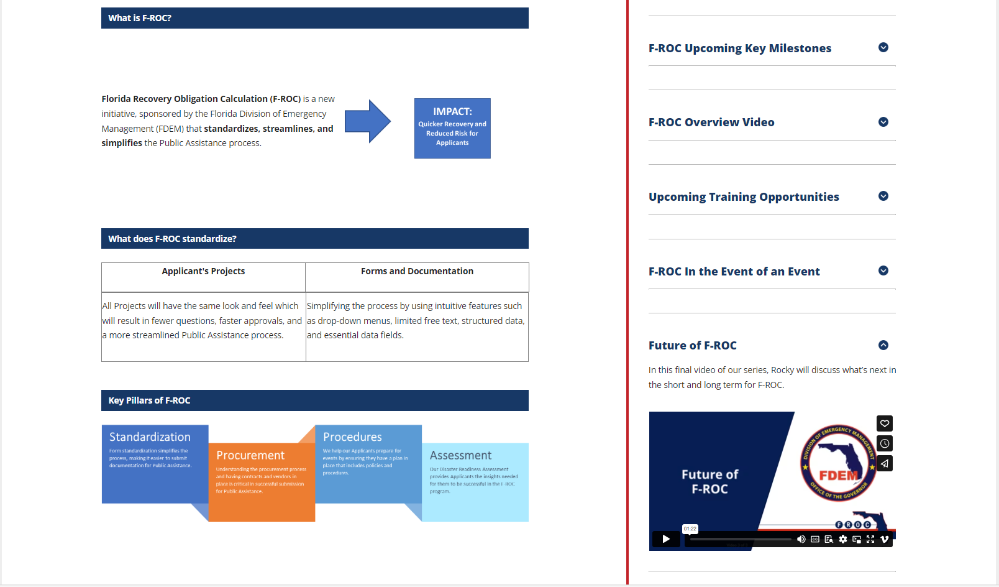 What is F-ROC?
Florida Recovery Obligation Calculation (F-ROC) is a new
initiative, sponsored by the Florida Division of Emergency
Management (FDEM) that standardizes, streamlines, and
simplifies the Public Assistance process.
IMPACT:
Quicker Recovery and
Reduced Risk for
Applicants
What does F-ROC standardize?
Applicant's Projects
Forms and Documentation
All Projects will have the same look and feel which
will result in fewer questions, faster approvals, and
a more streamlined Public Assistance process.
Simplifying the process by using intuitive features such
as drop-down menus, limited free text, structured data,
and essential data fields.
Key Pillars of F-ROC
Standardization
Form standardization simplifies the
process, making it easier to submit
documentation for Public Assistance.
Procurement
Understanding the procurement process
and having contracts and vendors in
place is critical in successful submission
for Public Assistance.
Procedures
We help our Applicants prepare for
events by ensuring they have a plan in
place that includes policies and
procedures.
Assessment
Our Disaster Readiness Assessment
provides Applicants the insights needed
for them to be successful in the F-ROC
program.
F-ROC Upcoming Key Milestones
F-ROC Overview Video
Upcoming Training Opportunities
F-ROC In the Event of an Event
Future of F-ROC
In this final video of our series, Rocky will discuss what’s next in
the short and long term for F-ROC.
Future of
F-ROC
DIVISION OF EMERGENCY MANAGEMENT
FDEM
OFFICE OF THE GOVERNOR
FROC
01:22
CC